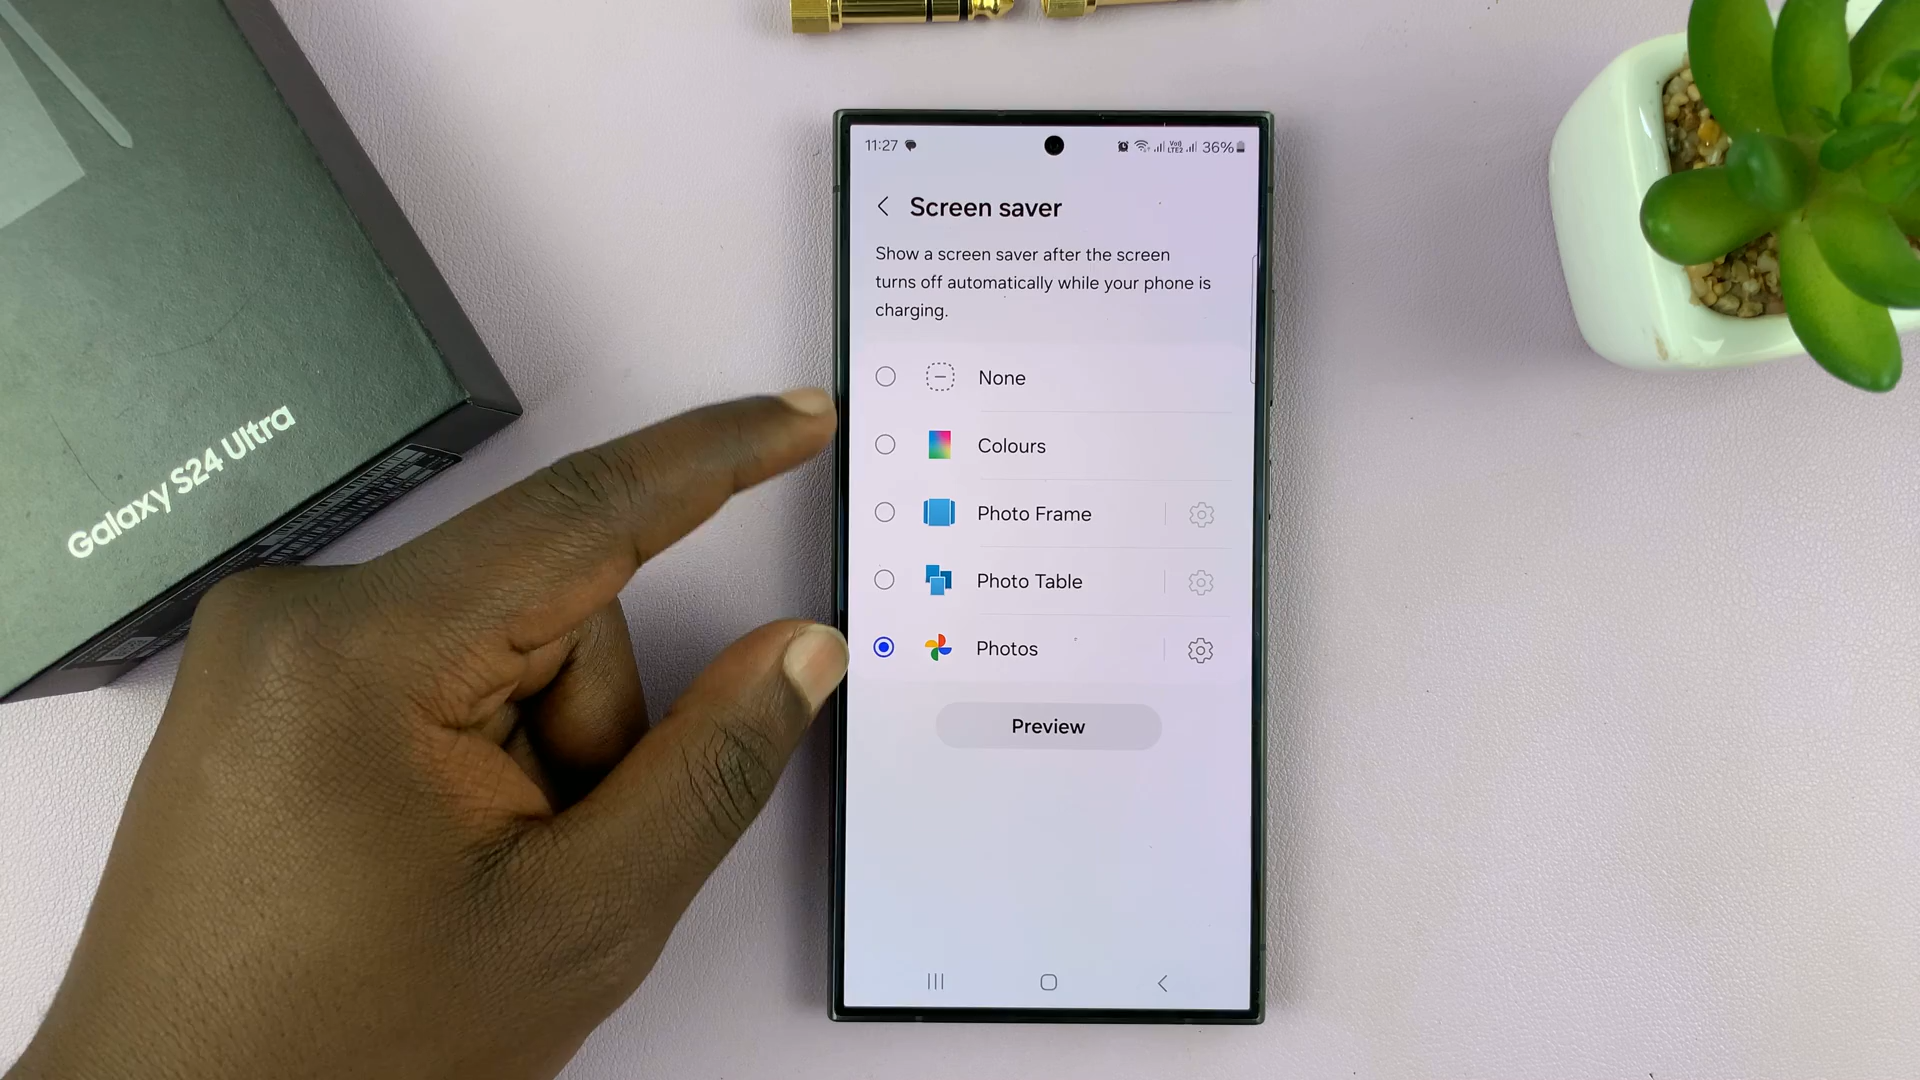 Galaxy S24 Ultra
11:27
36%
Screen saver
Show a screen saver after the screen
turns off automatically while your phone is
charging.
None
Colours
Photo Frame
Photo Table
Photos
Preview